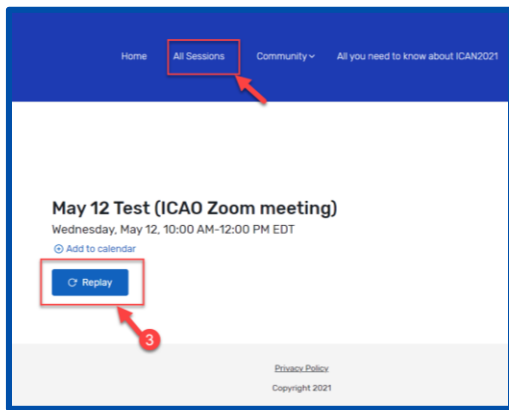 Home All Sessions Community All you need to know about ICAN2021
May 12 Test (ICAO Zoom meeting)
Wednesday, May 12, 10:00 AM-12:00 PM EDT
Add to calendar
Replay
3
Privacy Policy
Copyright 2021